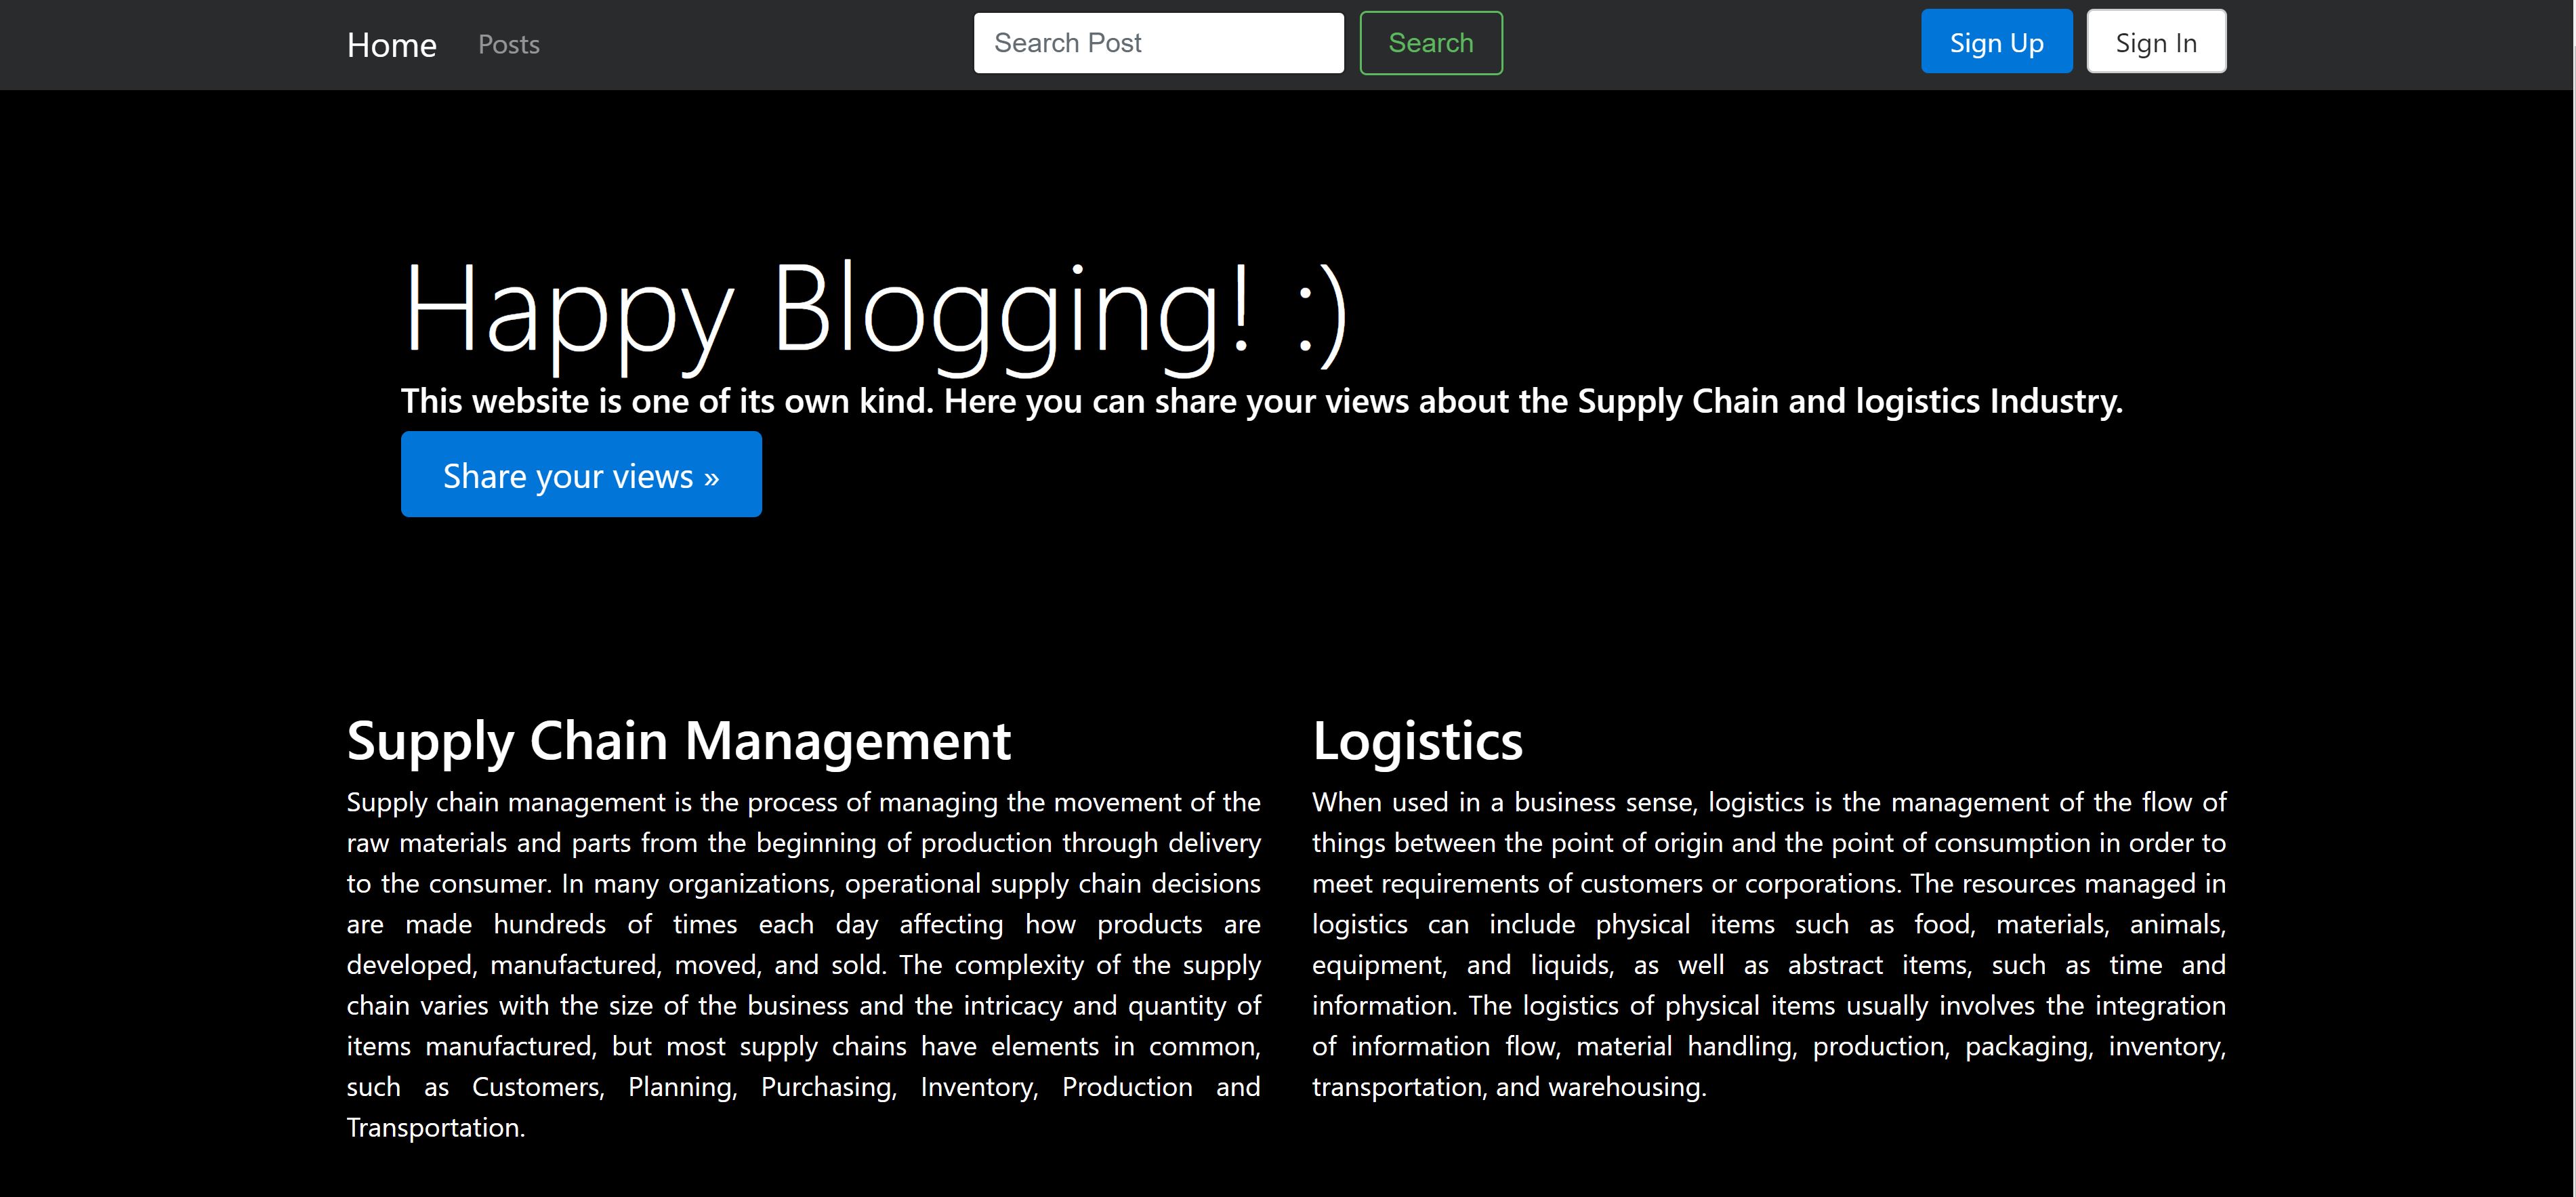 Home Posts Search Post Search Sign Up Sign In
Happy Blogging! :)
This website is one of its own kind. Here you can share your views about the Supply Chain and logistics Industry.
Share your views »
Supply Chain Management
Supply chain management is the process of managing the movement of the
raw materials and parts from the beginning of production through delivery
to the consumer. In many organizations, operational supply chain decisions
are made hundreds of times each day affecting how products are
developed, manufactured, moved, and sold. The complexity of the supply
chain varies with the size of the business and the intricacy and quantity of
items manufactured, but most supply chains have elements in common,
such as Customers, Planning, Purchasing, Inventory, Production and
Transportation.
Logistics
When used in a business sense, logistics is the management of the flow of
things between the point of origin and the point of consumption in order to
meet requirements of customers or corporations. The resources managed in
logistics can include physical items such as food, materials, animals,
equipment, and liquids, as well as abstract items, such as time and
information. The logistics of physical items usually involves the integration
of information flow, material handling, production, packaging, inventory,
transportation, and warehousing.